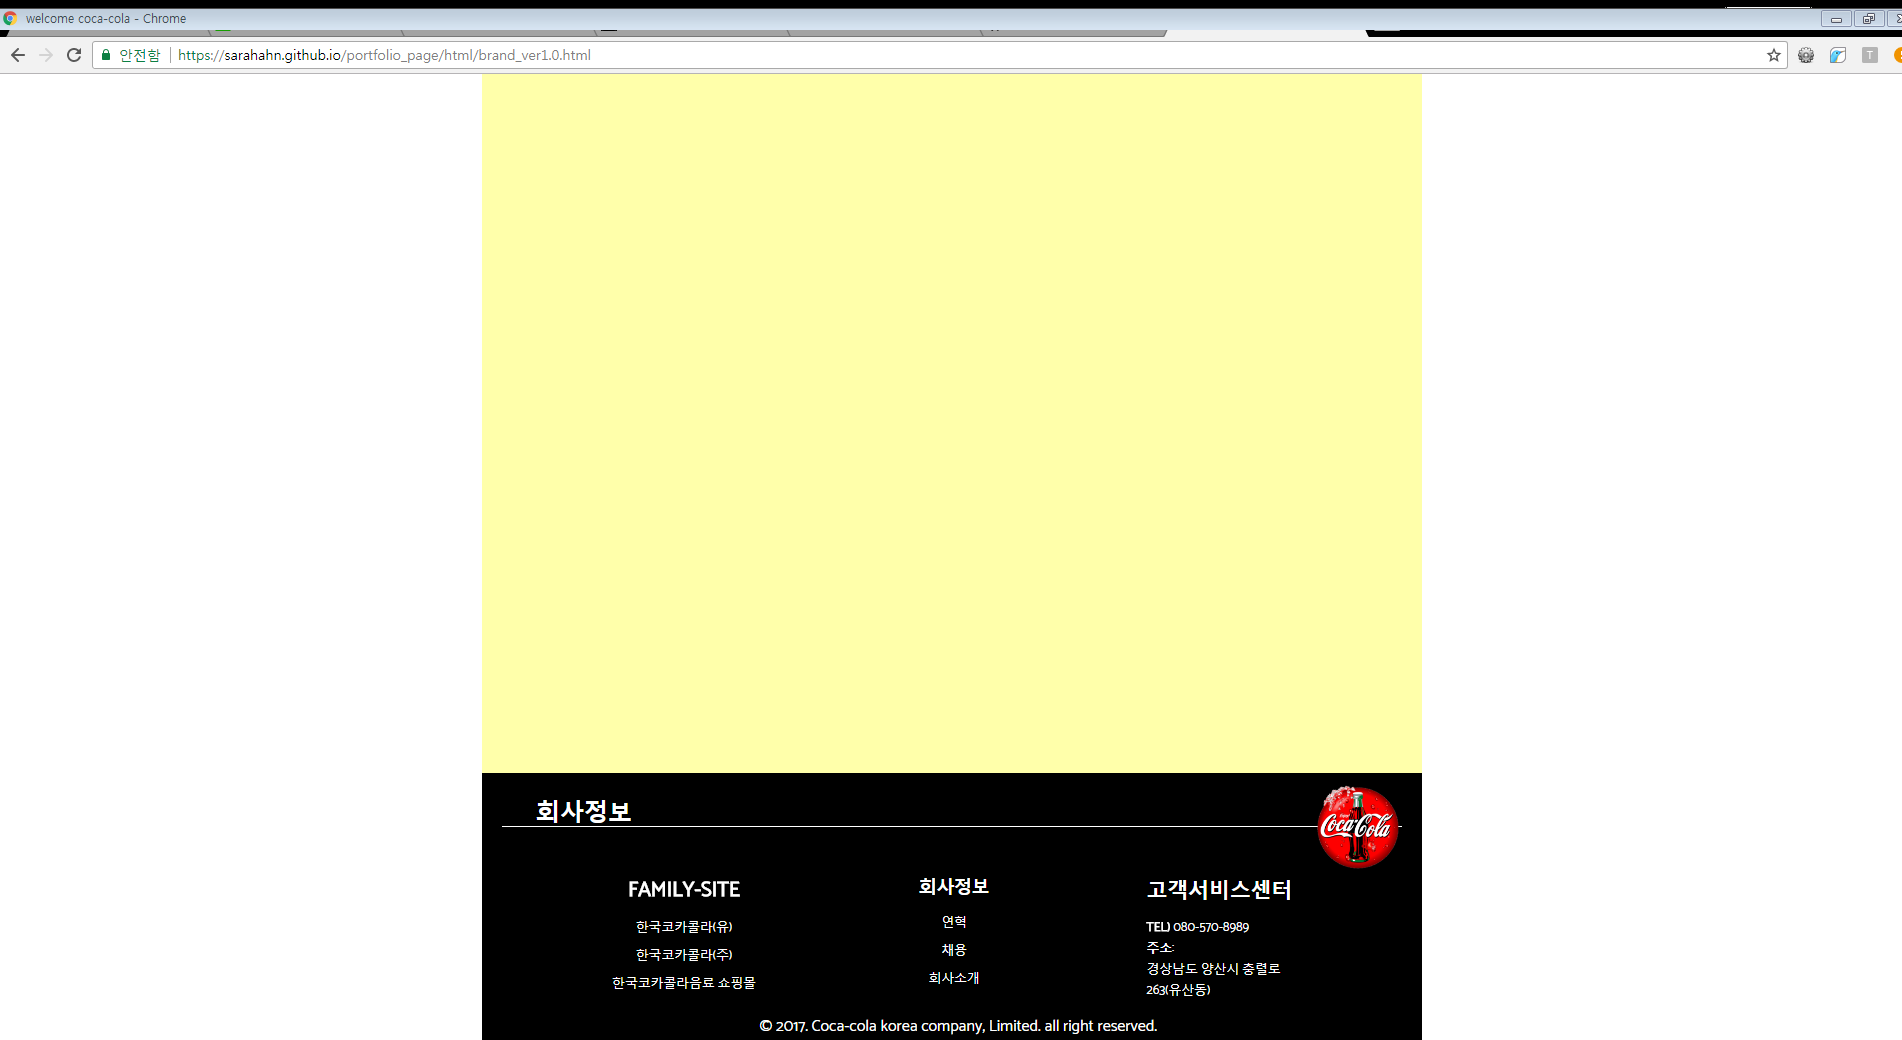 welcome coca-cola - Chrome
안전함 https://sarahahn.github.io/portfolio_page/html/brand_ver1.0.html
T
회사정보
Coca-Cola
FAMILY-SITE
한국코카콜라(유)
한국코카콜라(주)
한국코카콜라음료 쇼핑몰
회사정보
연혁
채용
회사소개
고객서비스센터
TEL) 080-570-8989
주소:
경상남도 양산시 충렬로
263(유산동)
© 2017. Coca-cola korea company, Limited. all right reserved.